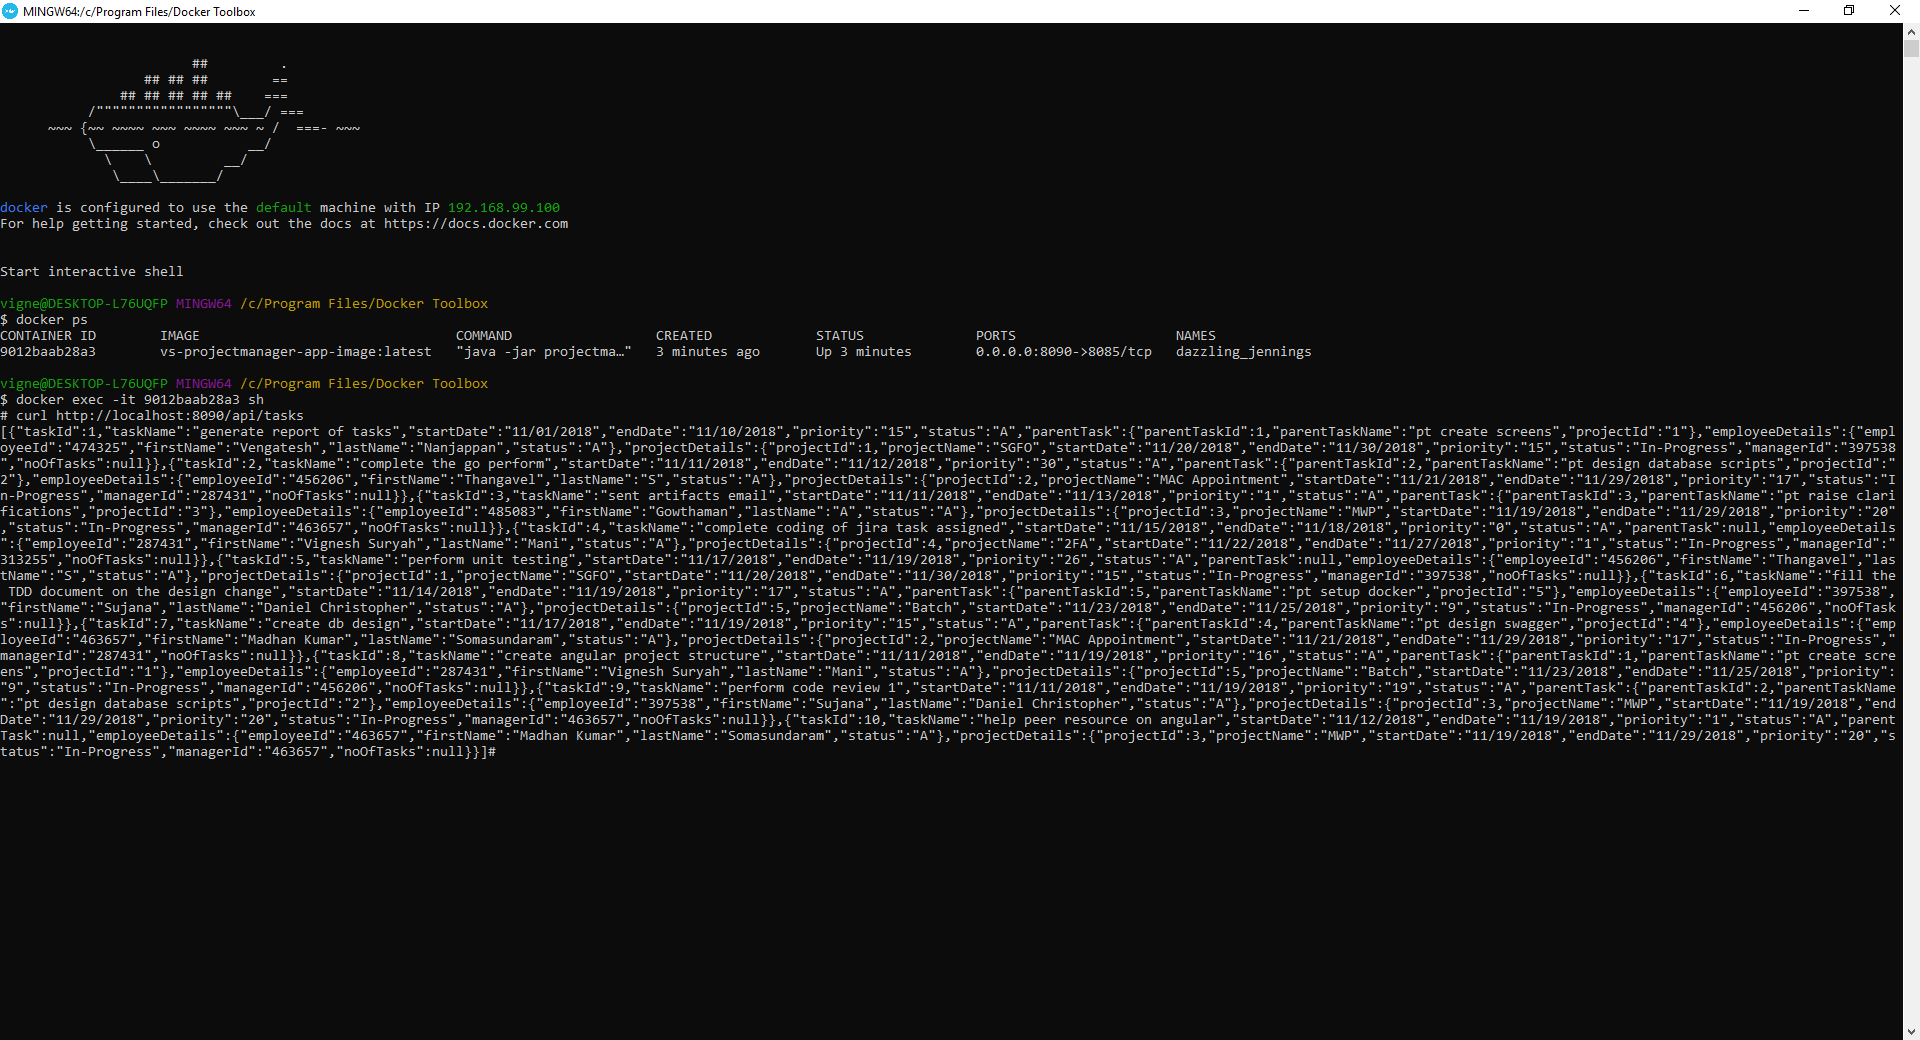 MINGW64:/c/Program Files/Docker Toolbox
                        ##         .
                  ## ## ##        ==
               ## ## ## ## ##    ===
           /"""""""""""""""""\___/ ===
      ~~~ {~~ ~~~~ ~~~ ~~~~ ~~~ ~ /  ===- ~~~
           \______ o           __/
             \    \         __/
              \____\_______/
docker is configured to use the default machine with IP 192.168.99.100
For help getting started, check out the docs at https://docs.docker.com
Start interactive shell
vigne@DESKTOP-L76UQFP MINGW64 /c/Program Files/Docker Toolbox
$ docker ps
CONTAINER ID        IMAGE                                COMMAND                  CREATED             STATUS              PORTS                    NAMES
9012baab28a3        vs-projectmanager-app-image:latest   "java -jar projectma…"   3 minutes ago       Up 3 minutes        0.0.0.0:8090->8085/tcp   dazzling_jennings
vigne@DESKTOP-L76UQFP MINGW64 /c/Program Files/Docker Toolbox
$ docker exec -it 9012baab28a3 sh
# curl http://localhost:8090/api/tasks
[{"taskId":1,"taskName":"generate report of tasks","startDate":"11/01/2018","endDate":"11/10/2018","priority":"15","status":"A","parentTask":{"parentTaskId":1,"parentTaskName":"pt create screens","projectId":"1"},"employeeDetails":{"empl
oyeeId":"474325","firstName":"Vengatesh","lastName":"Nanjappan","status":"A"},"projectDetails":{"projectId":1,"projectName":"SGFO","startDate":"11/20/2018","endDate":"11/30/2018","priority":"15","status":"In-Progress","managerId":"397538
","noOfTasks":null}},{"taskId":2,"taskName":"complete the go perform","startDate":"11/11/2018","endDate":"11/12/2018","priority":"30","status":"A","parentTask":{"parentTaskId":2,"parentTaskName":"pt design database scripts","projectId":"
2"},"employeeDetails":{"employeeId":"456206","firstName":"Thangavel","lastName":"S","status":"A"},"projectDetails":{"projectId":2,"projectName":"MAC Appointment","startDate":"11/21/2018","endDate":"11/29/2018","priority":"17","status":"I
n-Progress","managerId":"287431","noOfTasks":null}},{"taskId":3,"taskName":"sent artifacts email","startDate":"11/11/2018","endDate":"11/13/2018","priority":"1","status":"A","parentTask":{"parentTaskId":3,"parentTaskName":"pt raise clari
fications","projectId":"3"},"employeeDetails":{"employeeId":"485083","firstName":"Gowthaman","lastName":"A","status":"A"},"projectDetails":{"projectId":3,"projectName":"MWP","startDate":"11/19/2018","endDate":"11/29/2018","priority":"20"
,"status":"In-Progress","managerId":"463657","noOfTasks":null}},{"taskId":4,"taskName":"complete coding of jira task assigned","startDate":"11/15/2018","endDate":"11/18/2018","priority":"0","status":"A","parentTask":null,"employeeDetails"
:{"employeeId":"287431","firstName":"Vignesh Suryah","lastName":"Mani","status":"A"},"projectDetails":{"projectId":4,"projectName":"2FA","startDate":"11/22/2018","endDate":"11/27/2018","priority":"1","status":"In-Progress","managerId":"
313255","noOfTasks":null}},{"taskId":5,"taskName":"perform unit testing","startDate":"11/17/2018","endDate":"11/19/2018","priority":"26","status":"A","parentTask":null,"employeeDetails":{"employeeId":"456206","firstName":"Thangavel","las
tName":"S","status":"A"},"projectDetails":{"projectId":1,"projectName":"SGFO","startDate":"11/20/2018","endDate":"11/30/2018","priority":"15","status":"In-Progress","managerId":"397538","noOfTasks":null}},{"taskId":6,"taskName":"fill the
 TDD document on the design change","startDate":"11/14/2018","endDate":"11/19/2018","priority":"17","status":"A","parentTask":{"parentTaskId":5,"parentTaskName":"pt setup docker","projectId":"5"},"employeeDetails":{"employeeId":"397538",
"firstName":"Sujana","lastName":"Daniel Christopher","status":"A"},"projectDetails":{"projectId":5,"projectName":"Batch","startDate":"11/23/2018","endDate":"11/25/2018","priority":"9","status":"In-Progress","managerId":"456206","noOfTask
s":null}},{"taskId":7,"taskName":"create db design","startDate":"11/17/2018","endDate":"11/18/2018","priority":"15","status":"A","parentTask":{"parentTaskId":4,"parentTaskName":"pt design swagger","projectId":"4"},"employeeDetails":{"emp
loyeeId":"463657","firstName":"Madhan Kumar","lastName":"Somasundaram","status":"A"},"projectDetails":{"projectId":2,"projectName":"MAC Appointment","startDate":"11/21/2018","endDate":"11/29/2018","priority":"17","status":"In-Progress","
managerId":"287431","noOfTasks":null}},{"taskId":8,"taskName":"create angular project structure","startDate":"11/11/2018","endDate":"11/19/2018","priority":"16","status":"A","parentTask":{"parentTaskId":1,"parentTaskName":"pt create scre
ens","projectId":"1"},"employeeDetails":{"employeeId":"287431","firstName":"Vignesh Suryah","lastName":"Mani","status":"A"},"projectDetails":{"projectId":5,"projectName":"Batch","startDate":"11/23/2018","endDate":"11/25/2018","priority":
"9","status":"In-Progress","managerId":"456206","noOfTasks":null}},{"taskId":9,"taskName":"perform code review 1","startDate":"11/11/2018","endDate":"11/19/2018","priority":"19","status":"A","parentTask":{"parentTaskId":2,"parentTaskName
":"pt design database scripts","projectId":"2"},"employeeDetails":{"employeeId":"397538","firstName":"Sujana","lastName":"Daniel Christopher","status":"A"},"projectDetails":{"projectId":3,"projectName":"MWP","startDate":"11/19/2018","end
Date":"11/29/2018","priority":"20","status":"In-Progress","managerId":"463657","noOfTasks":null}},{"taskId":10,"taskName":"help peer resource on angular","startDate":"11/12/2018","endDate":"11/19/2018","priority":"1","status":"A","parent
Task":null,"employeeDetails":{"employeeId":"463657","firstName":"Madhan Kumar","lastName":"Somasundaram","status":"A"},"projectDetails":{"projectId":3,"projectName":"MWP","startDate":"11/19/2018","endDate":"11/29/2018","priority":"20","s
tatus":"In-Progress","managerId":"463657","noOfTasks":null}}]#